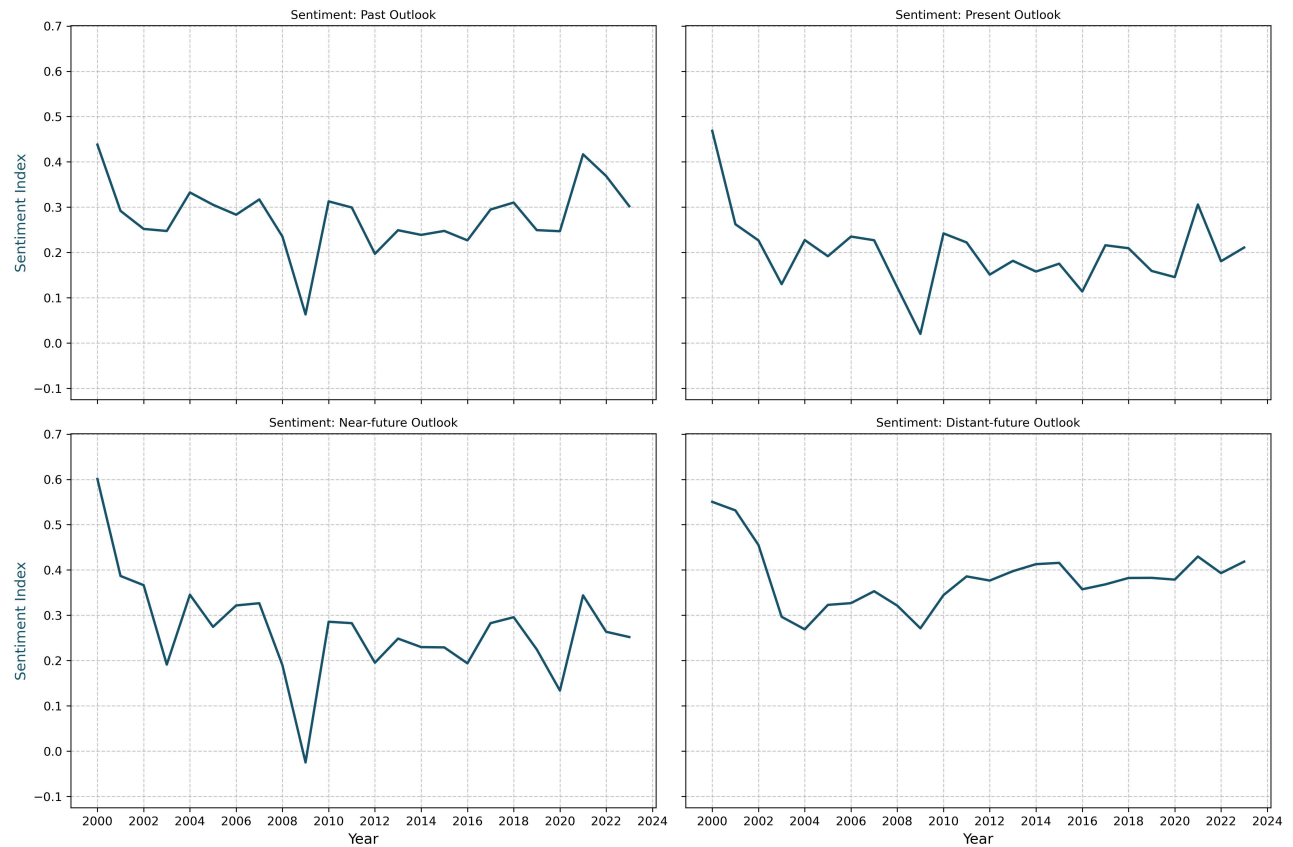 Sentiment: Past Outlook
Sentiment: Present Outlook
0.7
0.6
0.5
0.4
0.3
0.2
0.1
0.0
−0.1
Sentiment Index
Sentiment: Near-future Outlook
Sentiment: Distant-future Outlook
0.7
0.6
0.5
0.4
0.3
0.2
0.1
0.0
−0.1
Sentiment Index
2000 2002 2004 2006 2008 2010 2012 2014 2016 2018 2020 2022 2024
Year
2000 2002 2004 2006 2008 2010 2012 2014 2016 2018 2020 2022 2024
Year